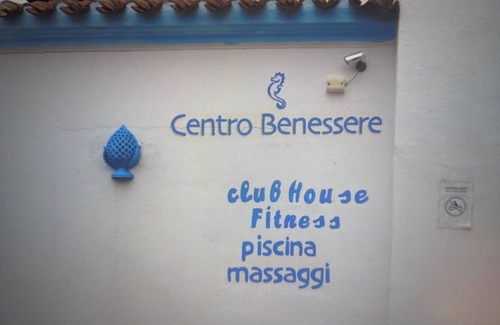 Centro Benessere
club House
Fitness
piscina
massaggi